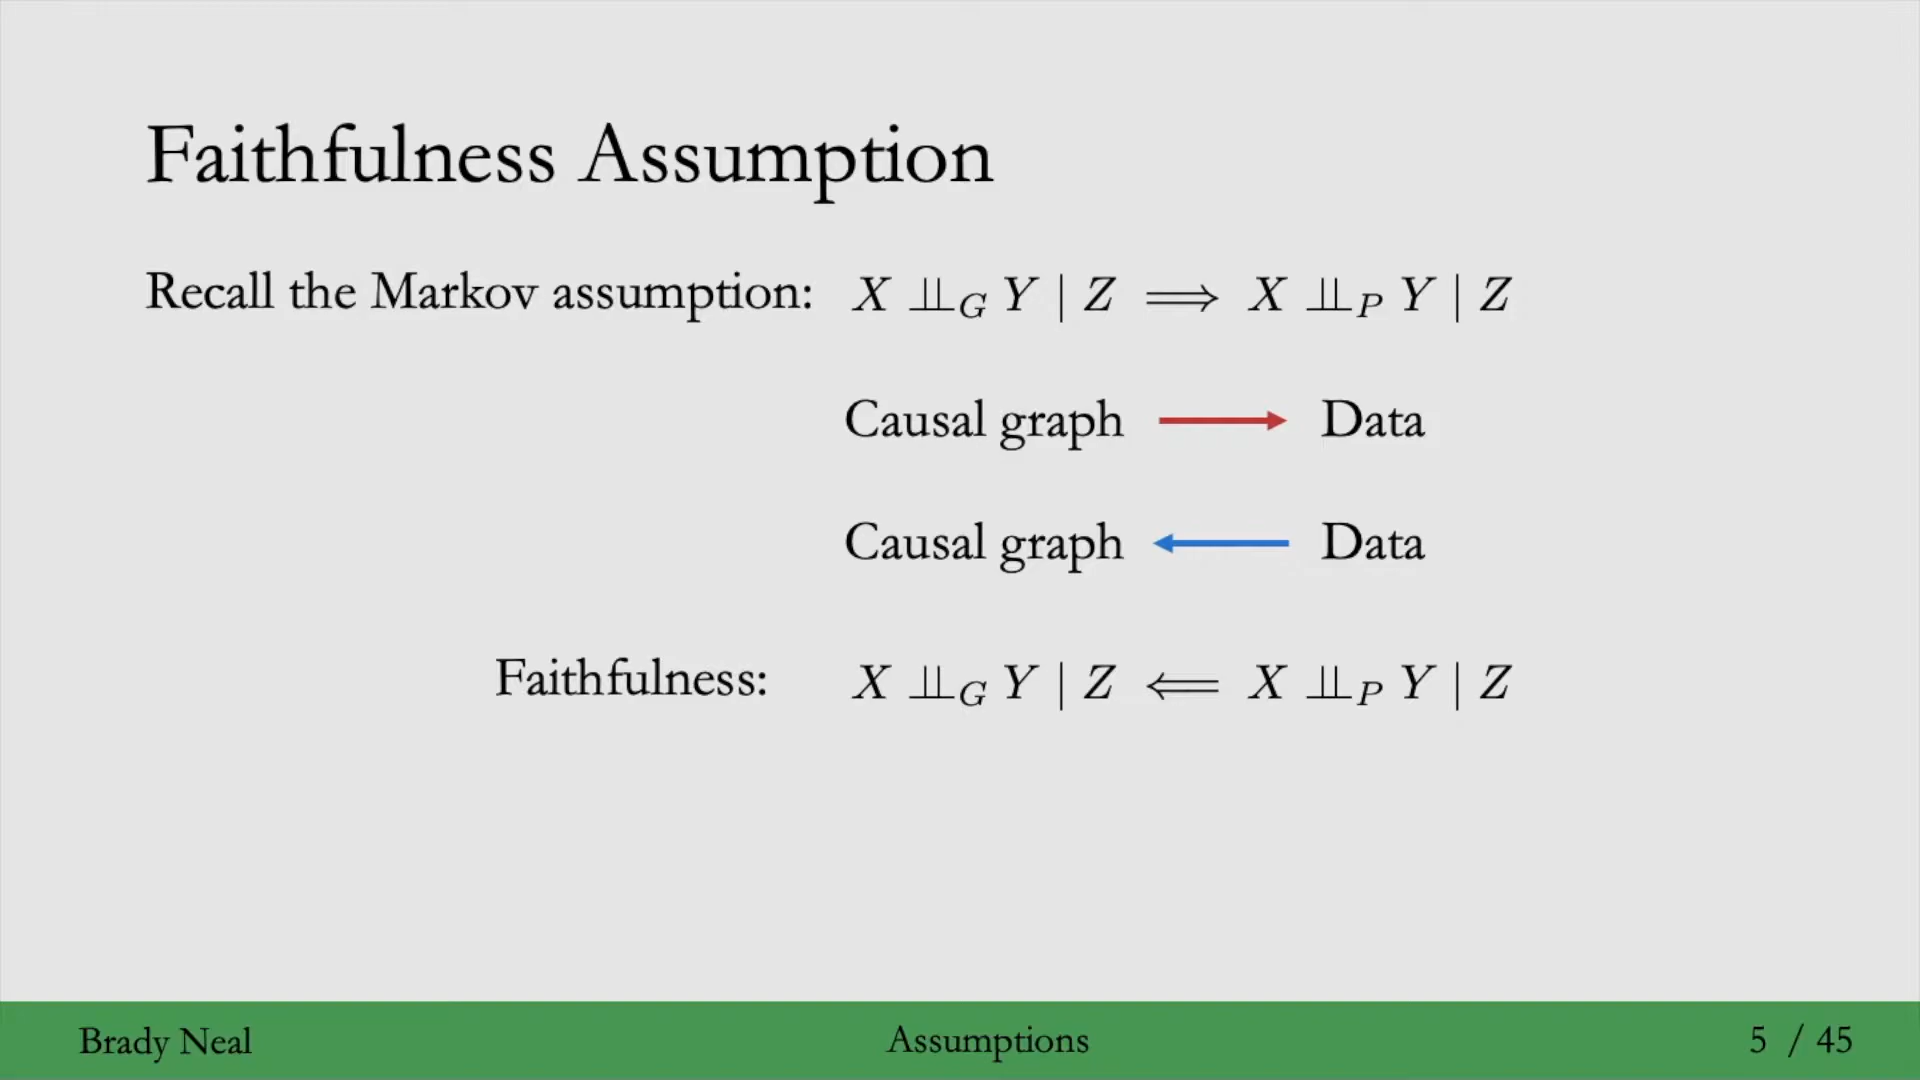 Faithfulness Assumption
Recall the Markov assumption: X ⫫_G Y | Z ⟹ X ⫫_P Y | Z
Causal graph → Data
Causal graph ← Data
Faithfulness: X ⫫_G Y | Z ⟸ X ⫫_P Y | Z
Brady Neal Assumptions 5 / 45